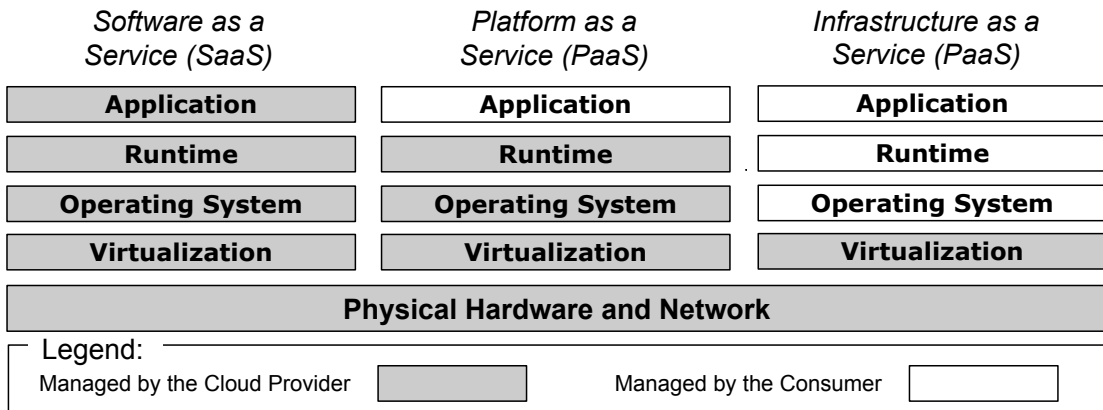 Software as a
Service (SaaS)
Platform as a
Service (PaaS)
Infrastructure as a
Service (PaaS)
Application
Application
Application
Runtime
Runtime
Runtime
Operating System
Operating System
Operating System
Virtualization
Virtualization
Virtualization
Physical Hardware and Network
Legend:
Managed by the Cloud Provider
Managed by the Consumer